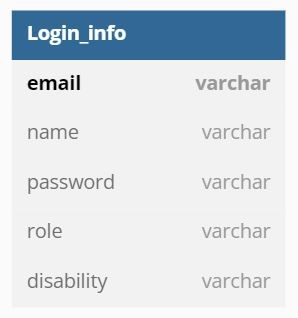 Login_info
email varchar
name varchar
password varchar
role varchar
disability varchar